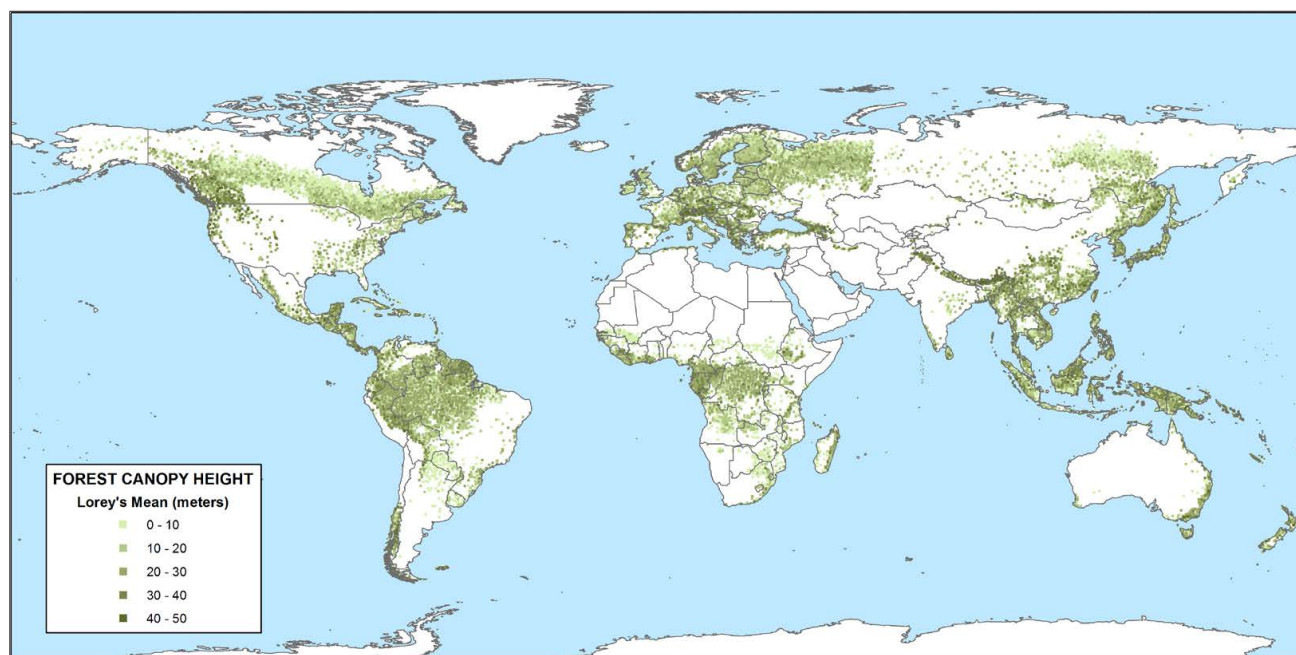 FOREST CANOPY HEIGHT
Lorey's Mean (meters)
0 - 10
10 - 20
20 - 30
30 - 40
40 - 50